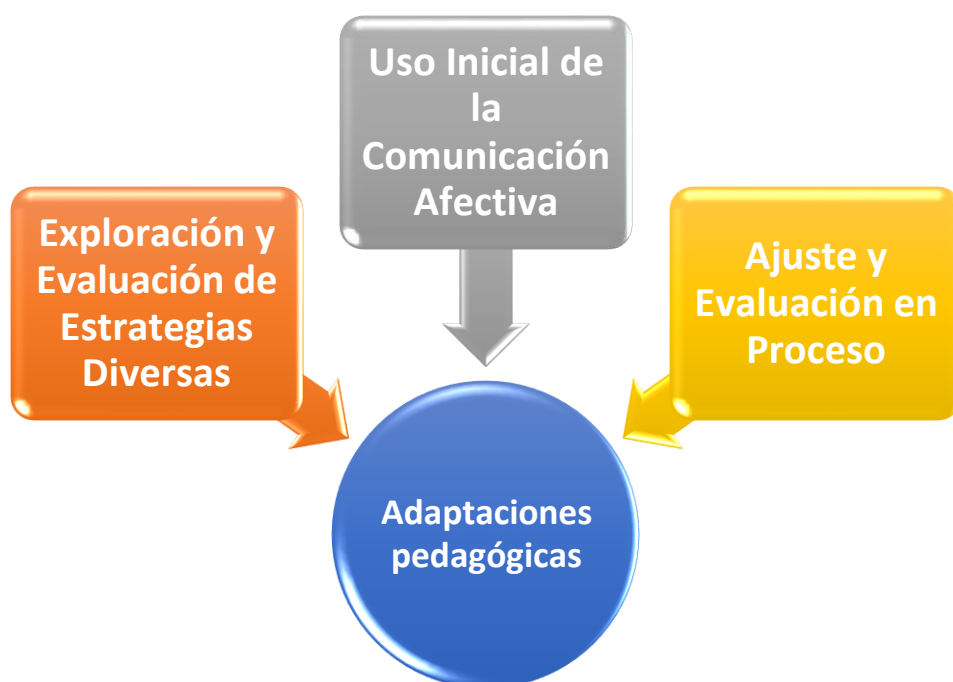 Uso Inicial de
la
Comunicación
Afectiva
Exploración y
Evaluación de
Estrategias
Diversas
Ajuste y
Evaluación en
Proceso
Adaptaciones
pedagógicas